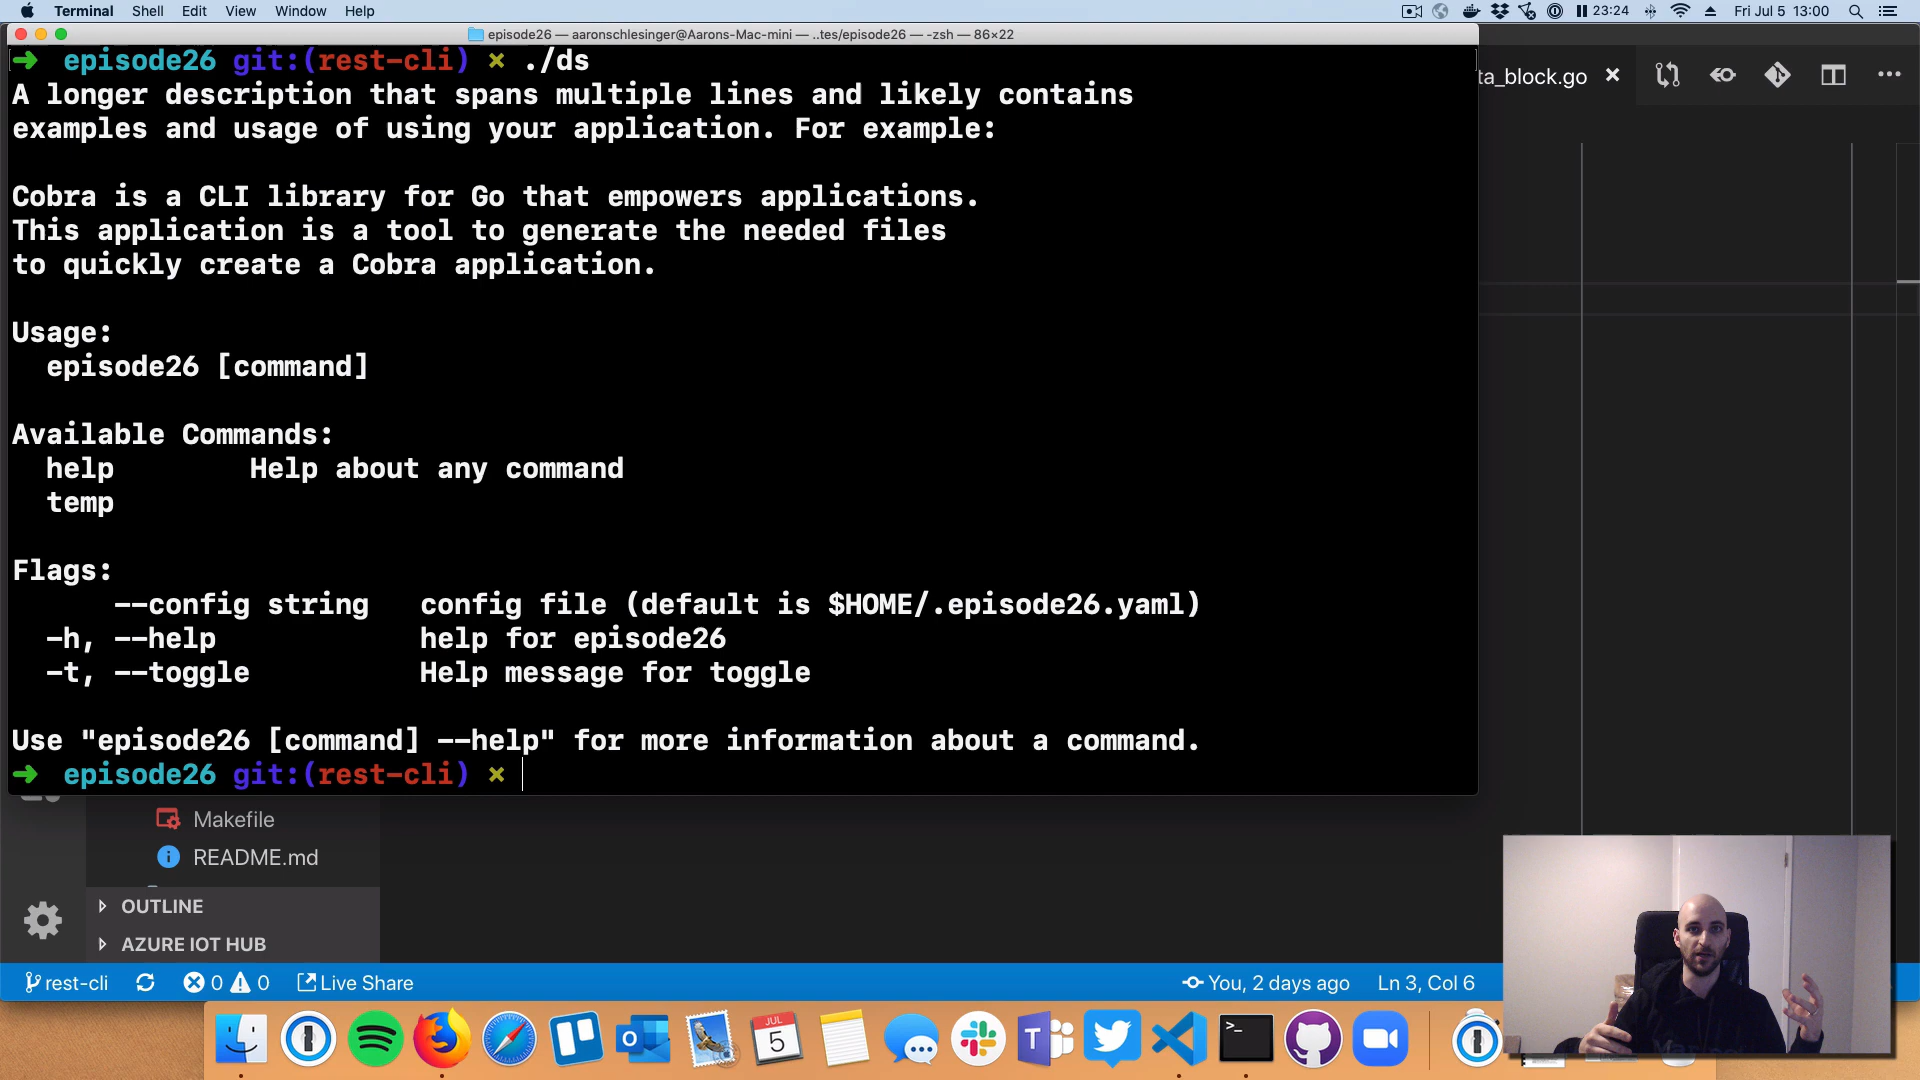 Terminal Shell Edit View Window Help 23:24 Fri Jul 5 13:00
episode26 — aaronschlesinger@Aarons-Mac-mini — ..tes/episode26 — -zsh — 86×22
➜ episode26 git:(rest-cli) ✗ ./ds
A longer description that spans multiple lines and likely contains
examples and usage of using your application. For example:
Cobra is a CLI library for Go that empowers applications.
This application is a tool to generate the needed files
to quickly create a Cobra application.
Usage:
episode26 [command]
Available Commands:
help Help about any command
temp
Flags:
--config string config file (default is $HOME/.episode26.yaml)
-h, --help help for episode26
-t, --toggle Help message for toggle
Use "episode26 [command] --help" for more information about a command.
➜ episode26 git:(rest-cli) ✗
ta_block.go
Makefile
README.md
OUTLINE
AZURE IOT HUB
rest-cli 0 0 Live Share You, 2 days ago Ln 3, Col 6
JUL
5